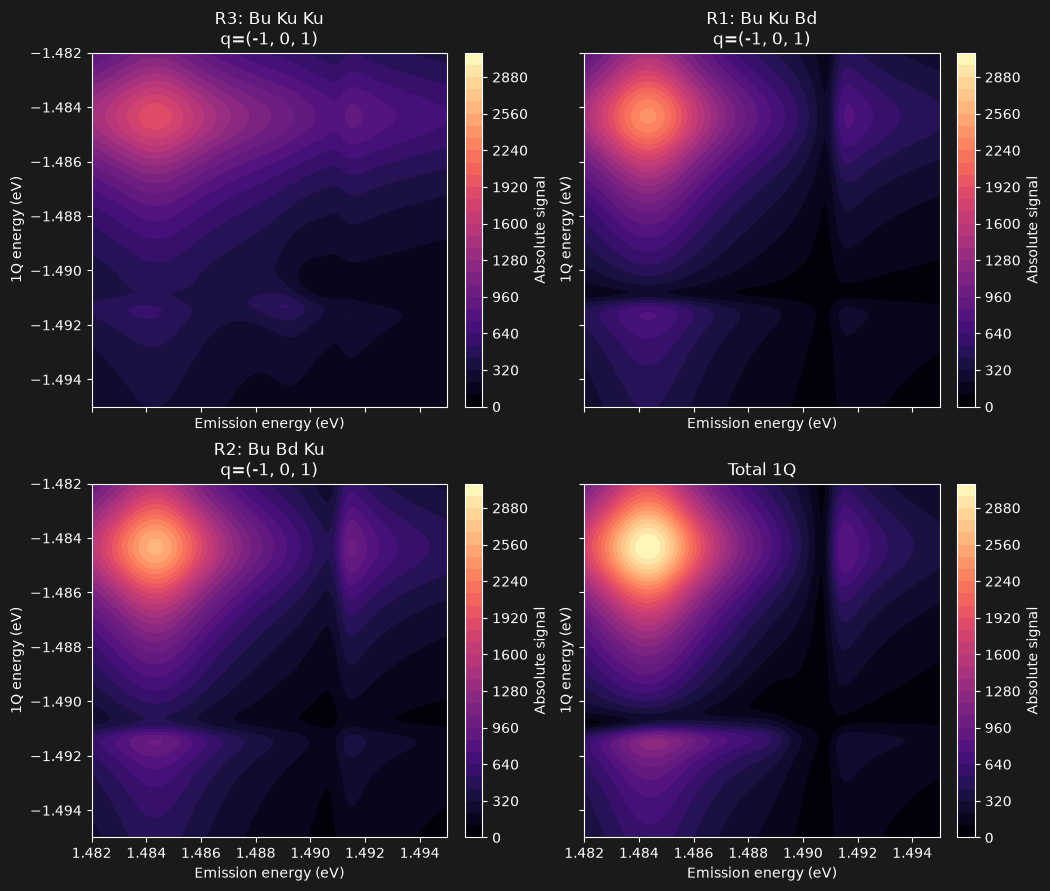 R3: Bu Ku Ku
q=(-1, 0, 1)
−1.482
−1.484
−1.486
−1.488
−1.490
−1.492
−1.494
1Q energy (eV)
Emission energy (eV)
2880
2560
2240
1920
1600
1280
960
640
320
0
Absolute signal
R1: Bu Ku Bd
q=(-1, 0, 1)
1Q energy (eV)
Emission energy (eV)
2880
2560
2240
1920
1600
1280
960
640
320
0
Absolute signal
R2: Bu Bd Ku
q=(-1, 0, 1)
−1.482
−1.484
−1.486
−1.488
−1.490
−1.492
−1.494
1Q energy (eV)
1.482 1.484 1.486 1.488 1.490 1.492 1.494
Emission energy (eV)
2880
2560
2240
1920
1600
1280
960
640
320
0
Absolute signal
Total 1Q
1Q energy (eV)
1.482 1.484 1.486 1.488 1.490 1.492 1.494
Emission energy (eV)
2880
2560
2240
1920
1600
1280
960
640
320
0
Absolute signal